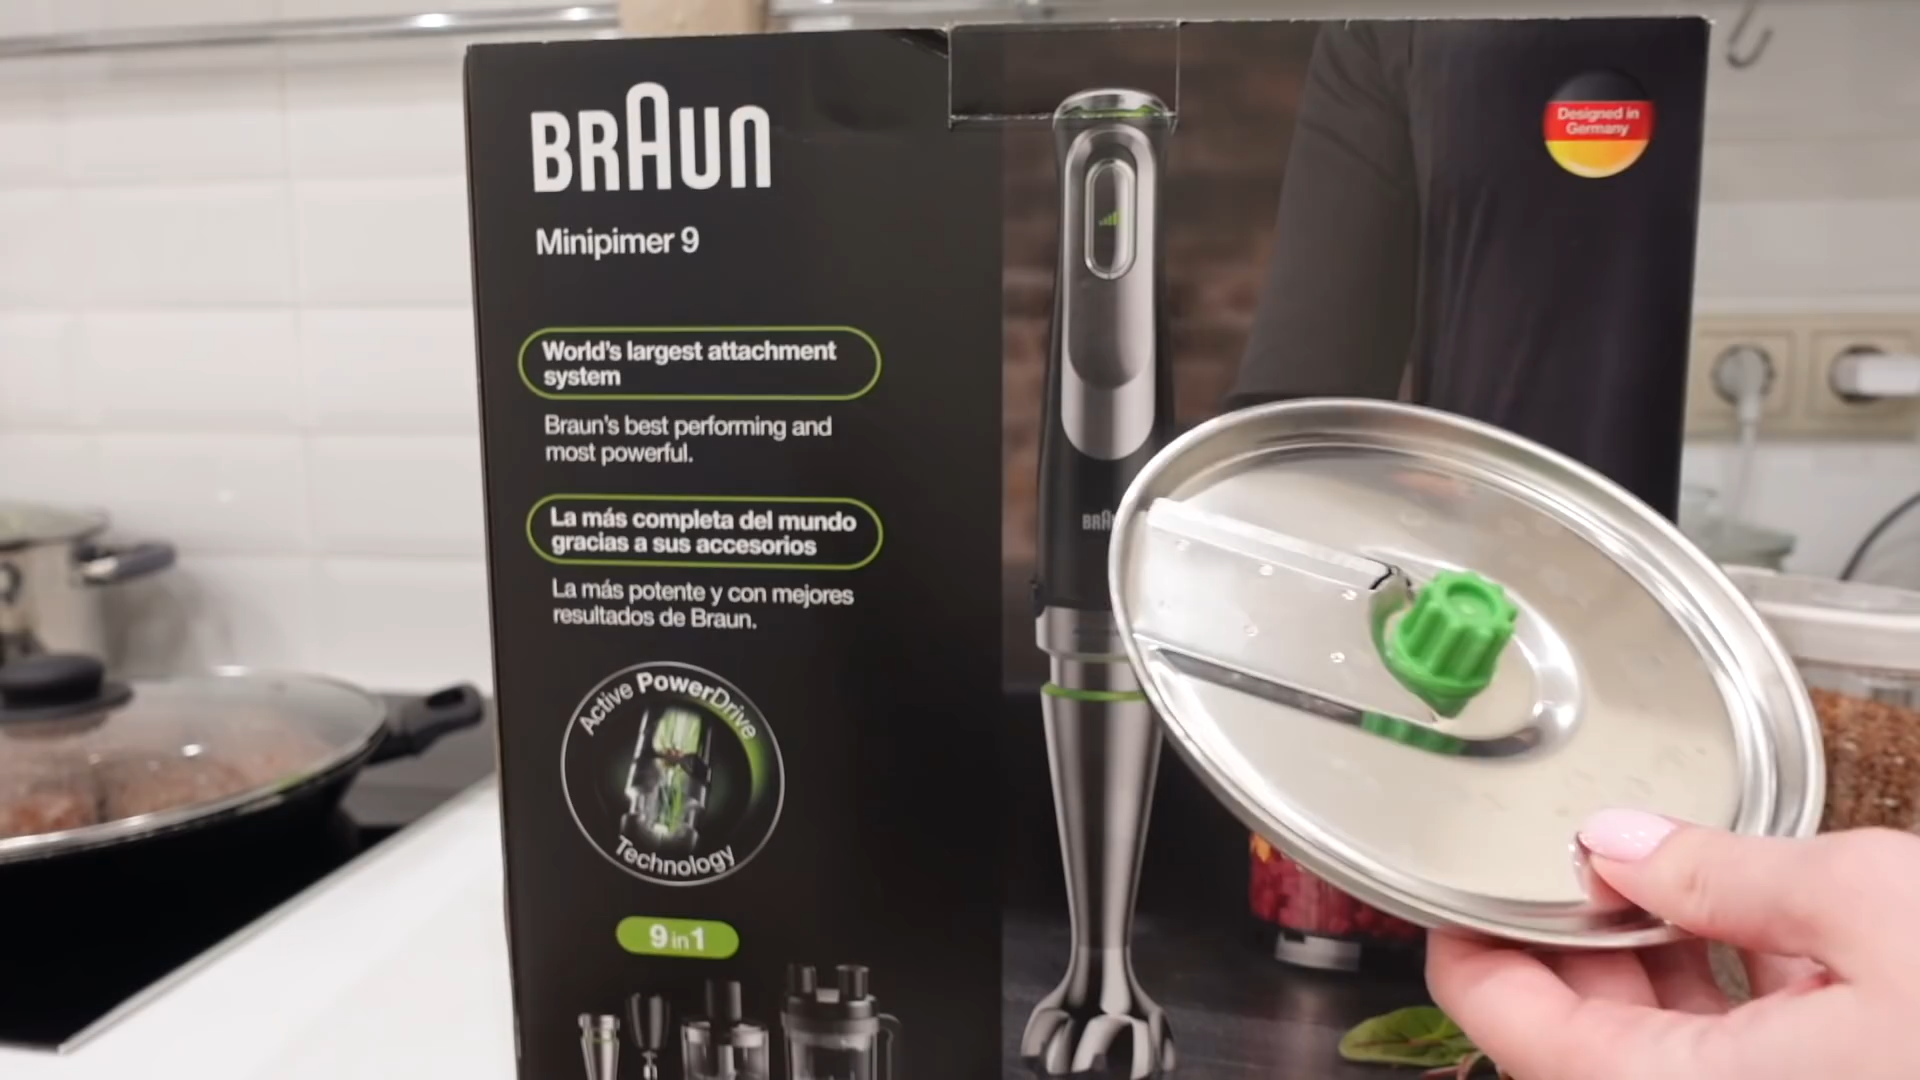 BRAUN
Minipimer 9
World's largest attachment
system
Braun's best performing and
most powerful.
La más completa del mundo
gracias a sus accesorios
La más potente y con mejores
resultados de Braun.
Active PowerDrive
Technology
9 in 1
Designed in
Germany